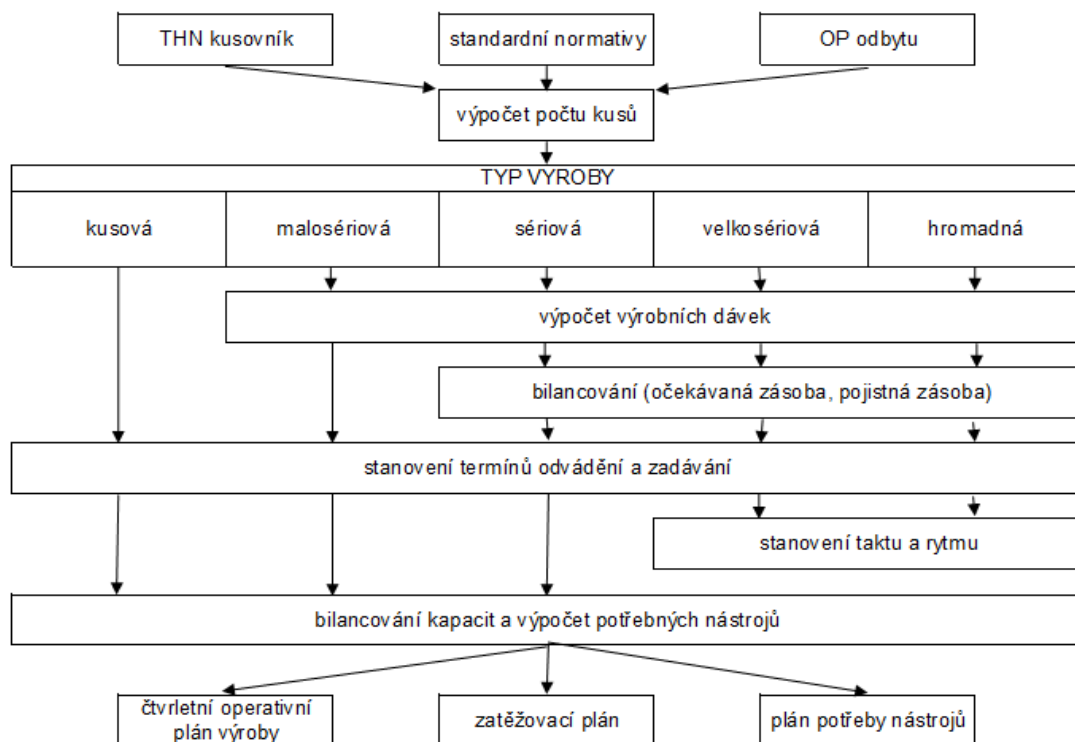 THN kusovník
standardní normativy
OP odbytu
výpočet počtu kusů
TYP VÝROBY
kusová
malosériová
sériová
velkosériová
hromadná
výpočet výrobních dávek
bilancování (očekávaná zásoba, pojistná zásoba)
stanovení termínů odvádění a zadávání
stanovení taktu a rytmu
bilancování kapacit a výpočet potřebných nástrojů
čtvrletní operativní
plán výroby
zatěžovací plán
plán potřeby nástrojů